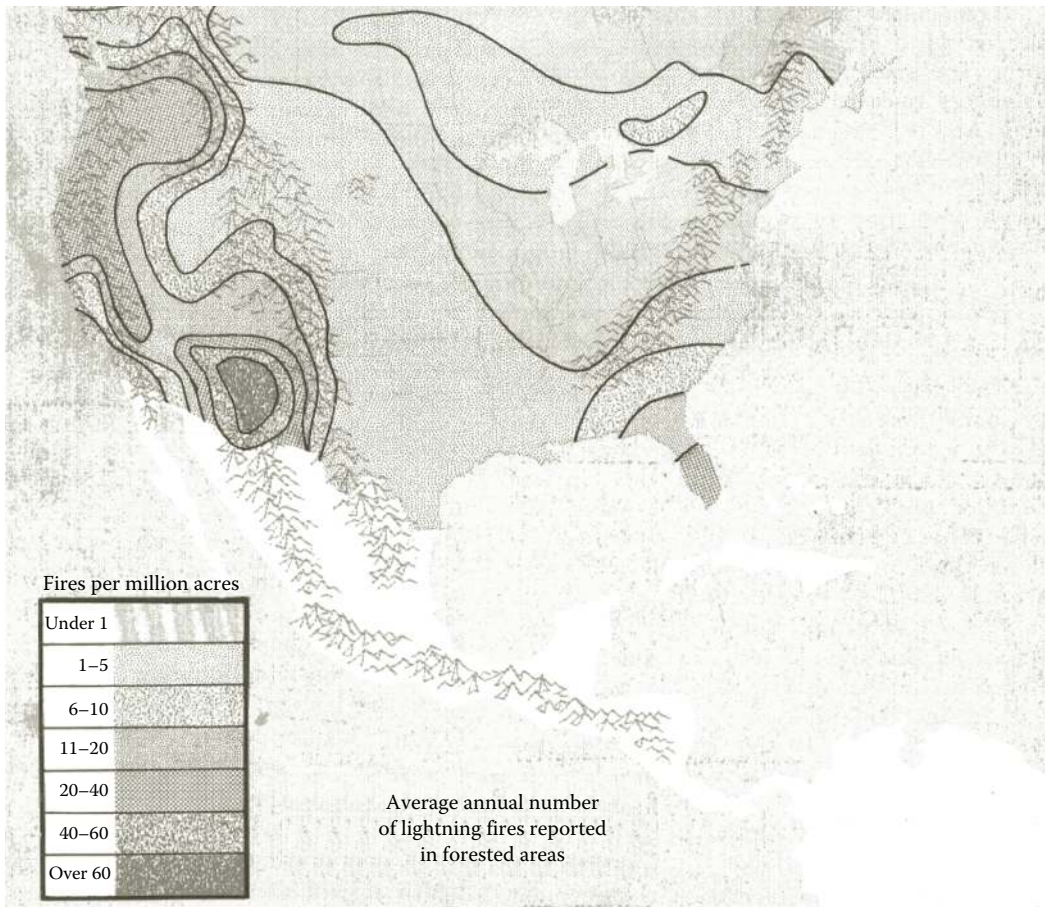 Fires per million acres
Under 1
1–5
6–10
11–20
20–40
40–60
Over 60
Average annual number
of lightning fires reported
in forested areas